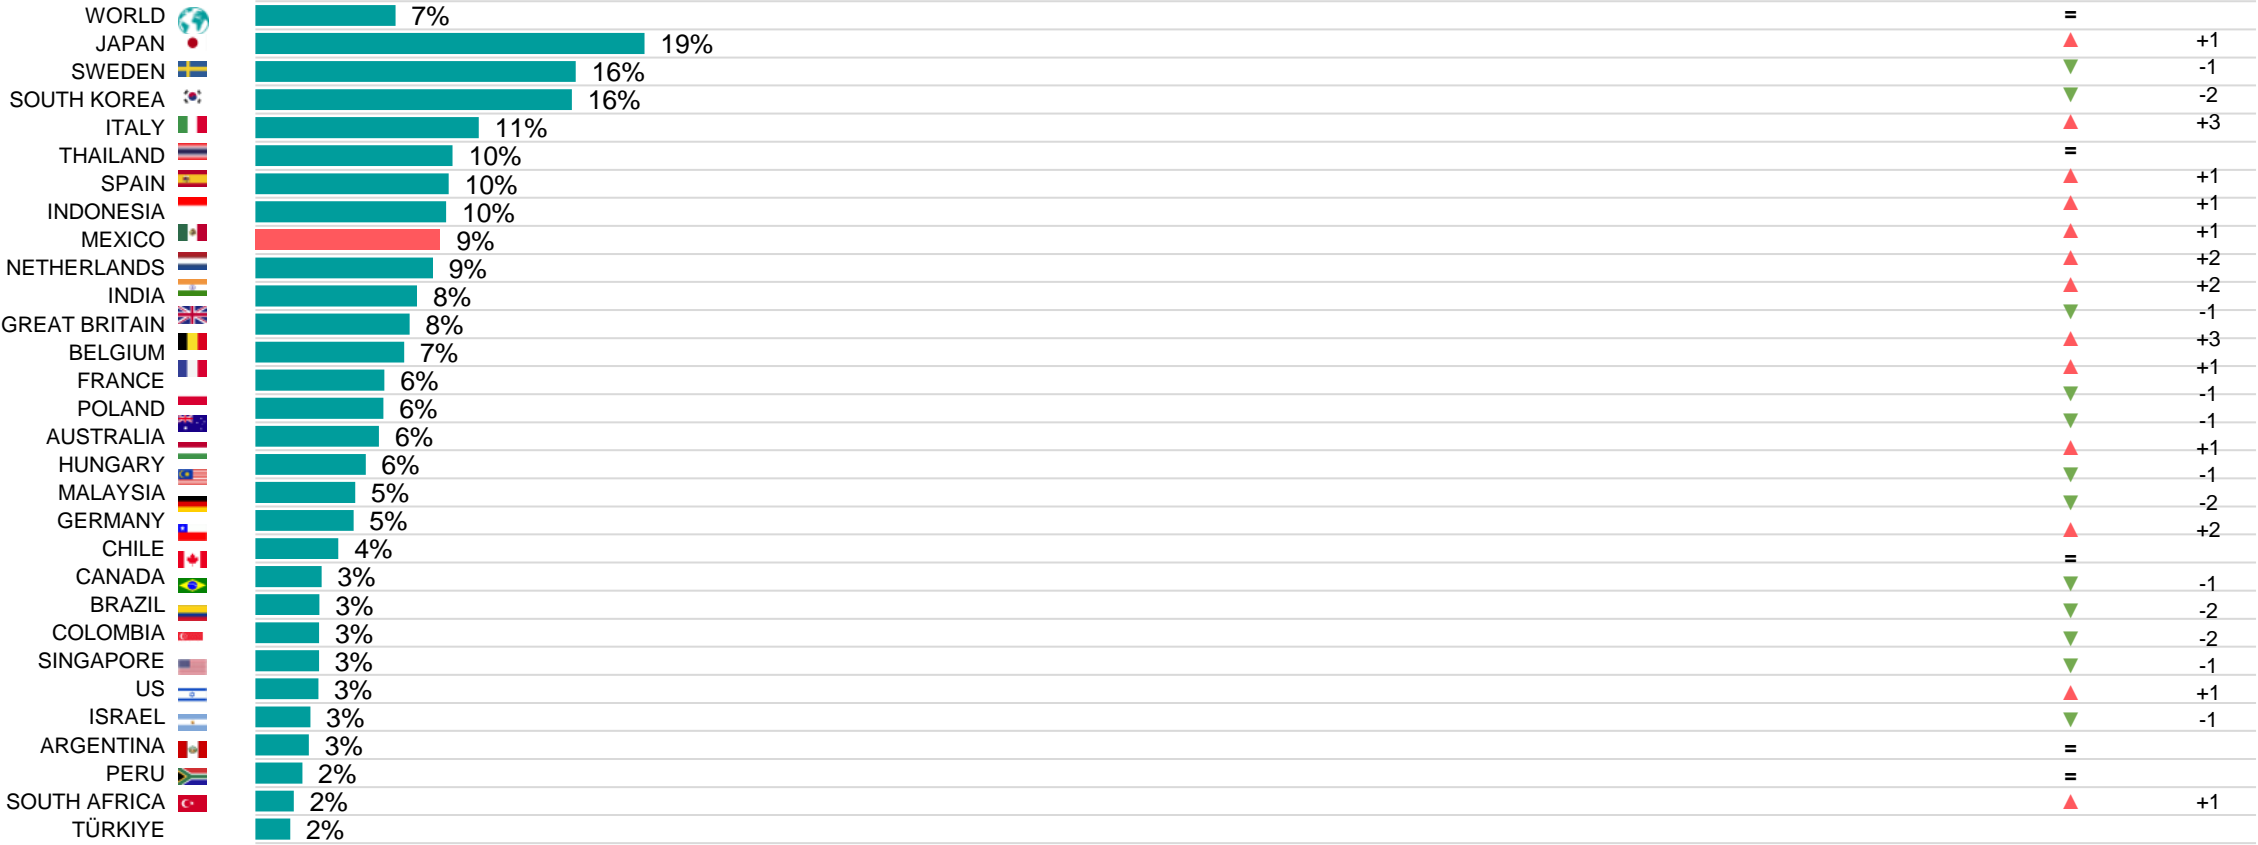 WORLD 7% =
JAPAN 19% ▲ +1
SWEDEN 16% ▼ -1
SOUTH KOREA 16% ▼ -2
ITALY 11% ▲ +3
THAILAND 10% =
SPAIN 10% ▲ +1
INDONESIA 10% ▲ +1
MEXICO 9% ▲ +1
NETHERLANDS 9% ▲ +2
INDIA 8% ▲ +2
GREAT BRITAIN 8% ▼ -1
BELGIUM 7% ▲ +3
FRANCE 6% ▲ +1
POLAND 6% ▼ -1
AUSTRALIA 6% ▼ -1
HUNGARY 6% ▲ +1
MALAYSIA 5% ▼ -1
GERMANY 5% ▼ -2
CHILE 4% ▲ +2
CANADA 3% =
BRAZIL 3% ▼ -1
COLOMBIA 3% ▼ -2
SINGAPORE 3% ▼ -2
US 3% ▼ -1
ISRAEL 3% ▲ +1
ARGENTINA 3% ▼ -1
PERU 2% =
SOUTH AFRICA 2% =
TÜRKIYE 2% ▲ +1